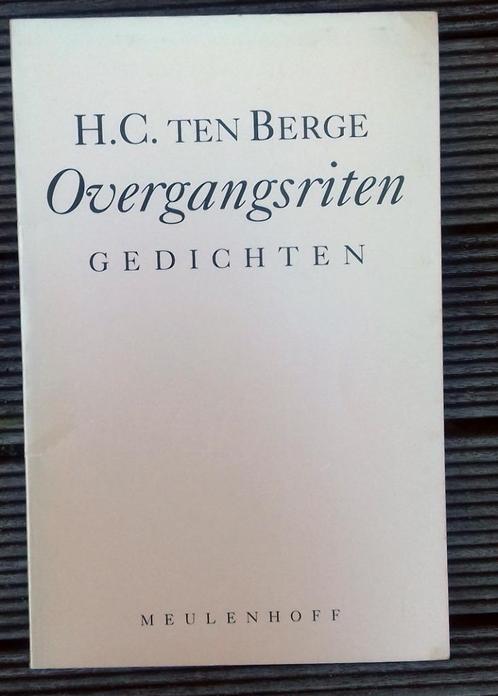 H.C. TEN BERGE
Overgangsriten
GEDICHTEN
MEULENHOFF